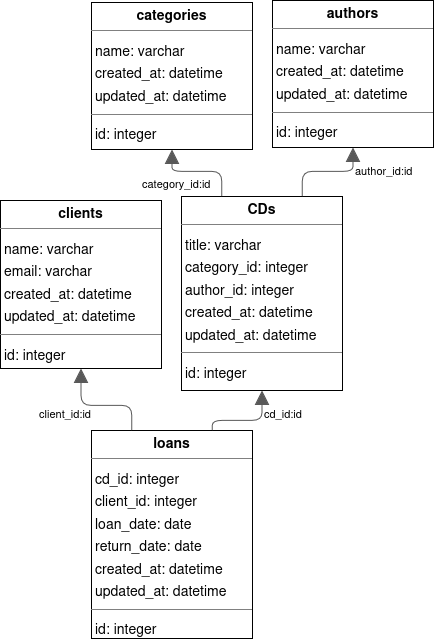 categories
name: varchar
created_at: datetime
updated_at: datetime
id: integer
authors
name: varchar
created_at: datetime
updated_at: datetime
id: integer
category_id:id
author_id:id
clients
name: varchar
email: varchar
created_at: datetime
updated_at: datetime
id: integer
CDs
title: varchar
category_id: integer
author_id: integer
created_at: datetime
updated_at: datetime
id: integer
client_id:id
cd_id:id
loans
cd_id: integer
client_id: integer
loan_date: date
return_date: date
created_at: datetime
updated_at: datetime
id: integer